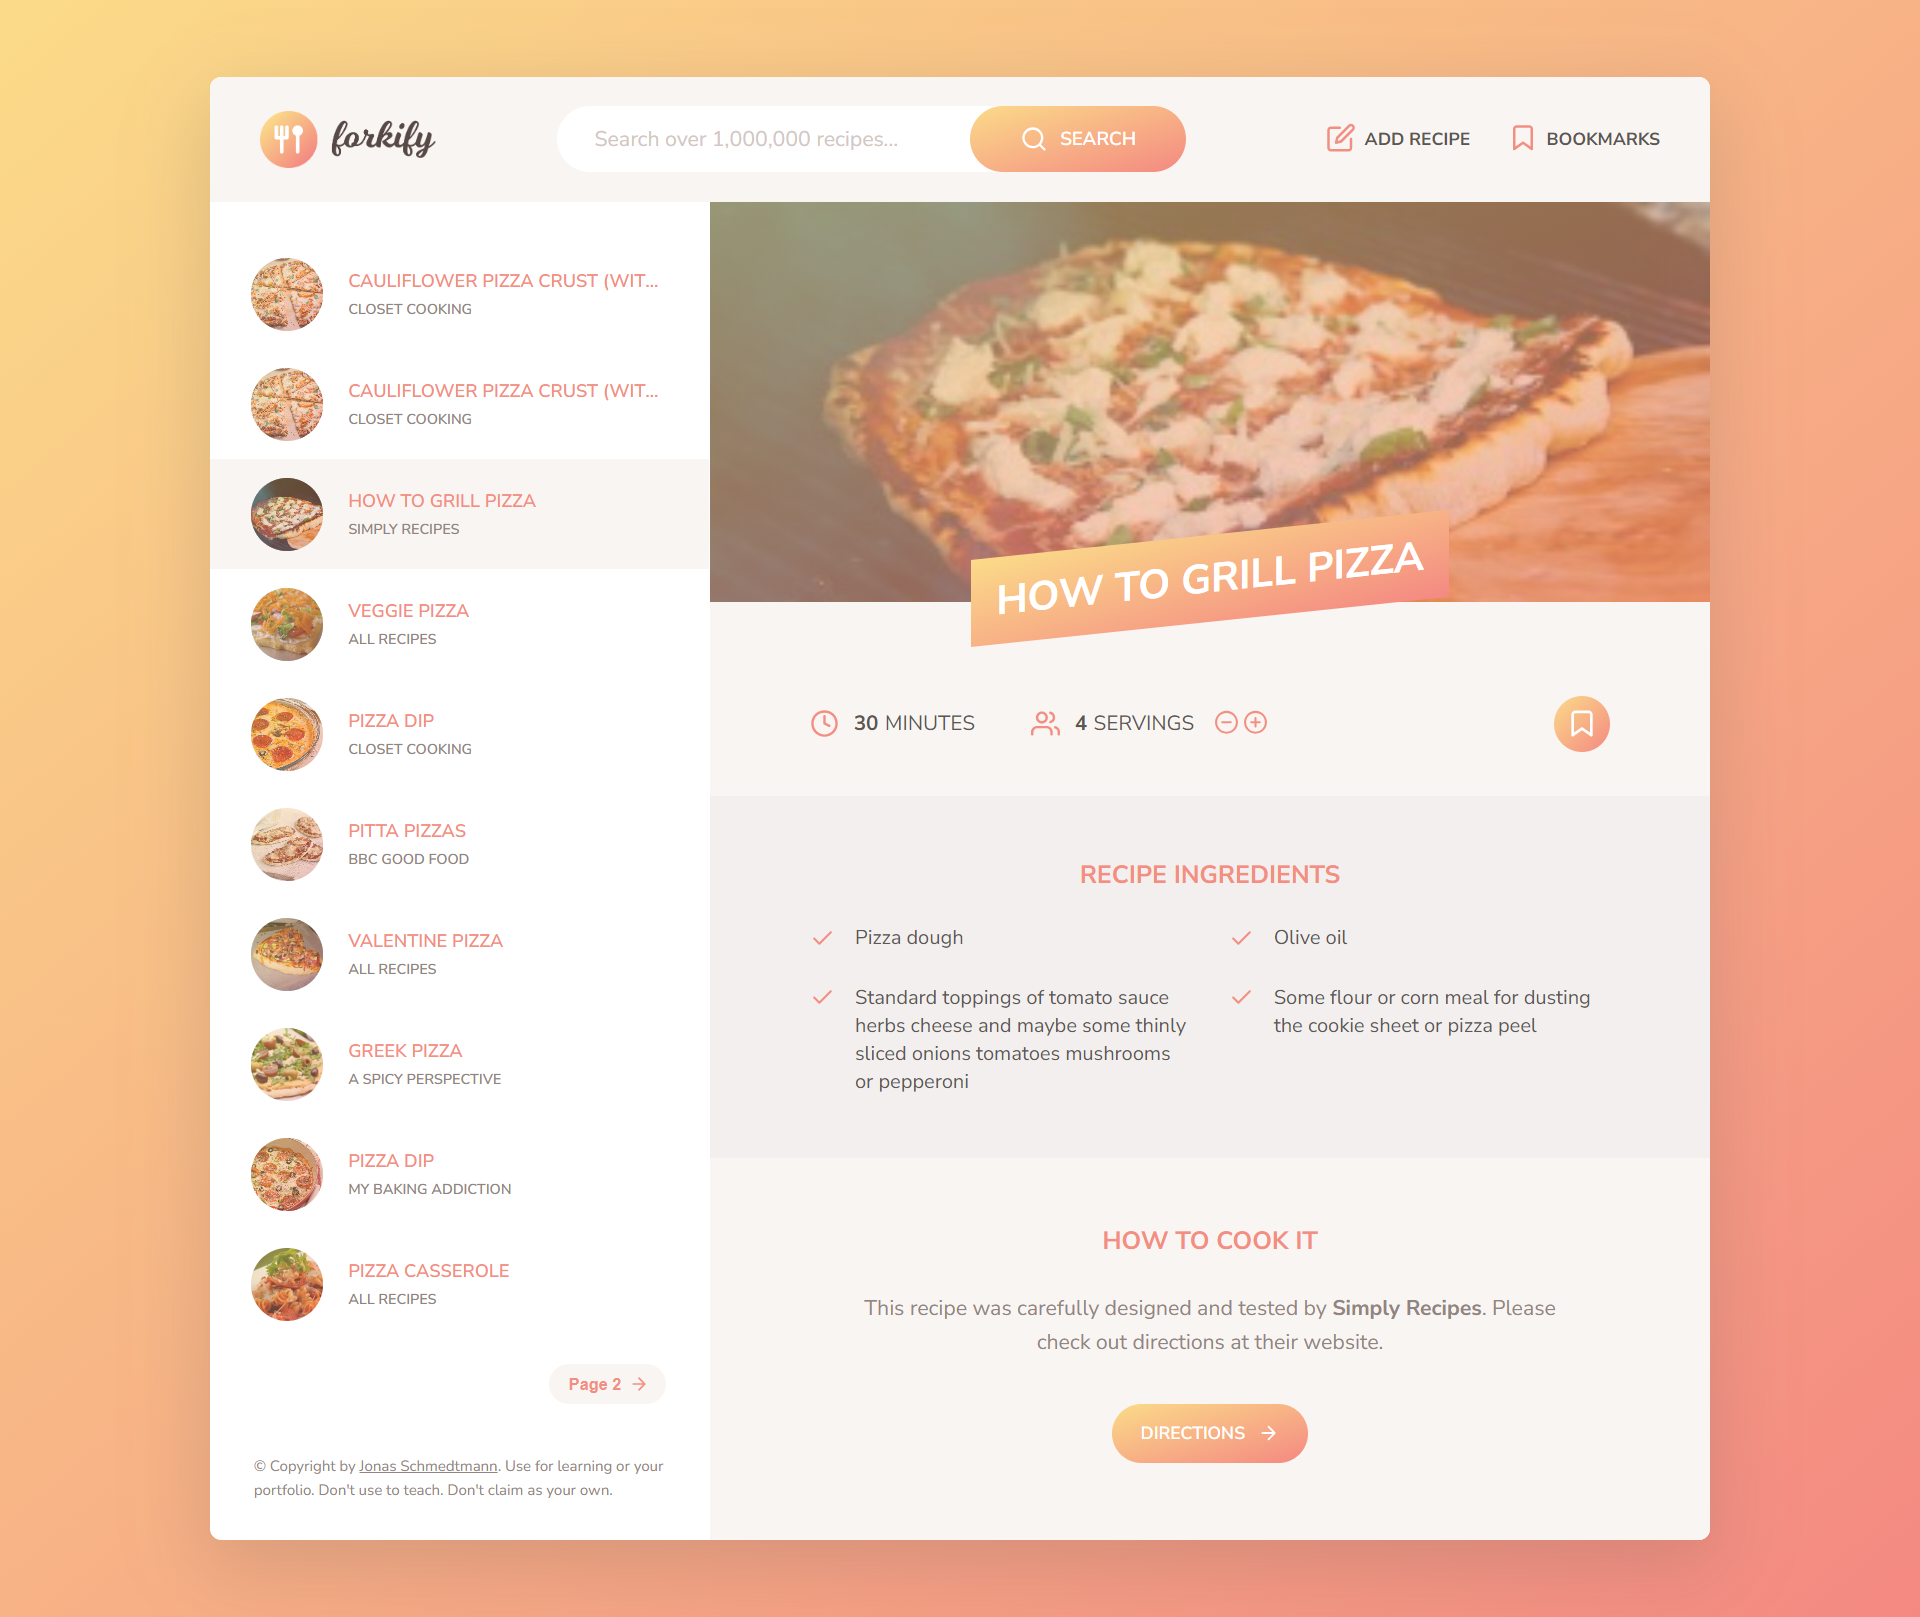 forkify
Search over 1,000,000 recipes...
SEARCH
ADD RECIPE
BOOKMARKS
CAULIFLOWER PIZZA CRUST (WIT...
CLOSET COOKING
CAULIFLOWER PIZZA CRUST (WIT...
CLOSET COOKING
HOW TO GRILL PIZZA
SIMPLY RECIPES
VEGGIE PIZZA
ALL RECIPES
PIZZA DIP
CLOSET COOKING
PITTA PIZZAS
BBC GOOD FOOD
VALENTINE PIZZA
ALL RECIPES
GREEK PIZZA
A SPICY PERSPECTIVE
PIZZA DIP
MY BAKING ADDICTION
PIZZA CASSEROLE
ALL RECIPES
Page 2
© Copyright by Jonas Schmedtmann. Use for learning or your
portfolio. Don't use to teach. Don't claim as your own.
HOW TO GRILL PIZZA
30 MINUTES
4 SERVINGS
RECIPE INGREDIENTS
Pizza dough
Olive oil
Standard toppings of tomato sauce
herbs cheese and maybe some thinly
sliced onions tomatoes mushrooms
or pepperoni
Some flour or corn meal for dusting
the cookie sheet or pizza peel
HOW TO COOK IT
This recipe was carefully designed and tested by Simply Recipes. Please
check out directions at their website.
DIRECTIONS